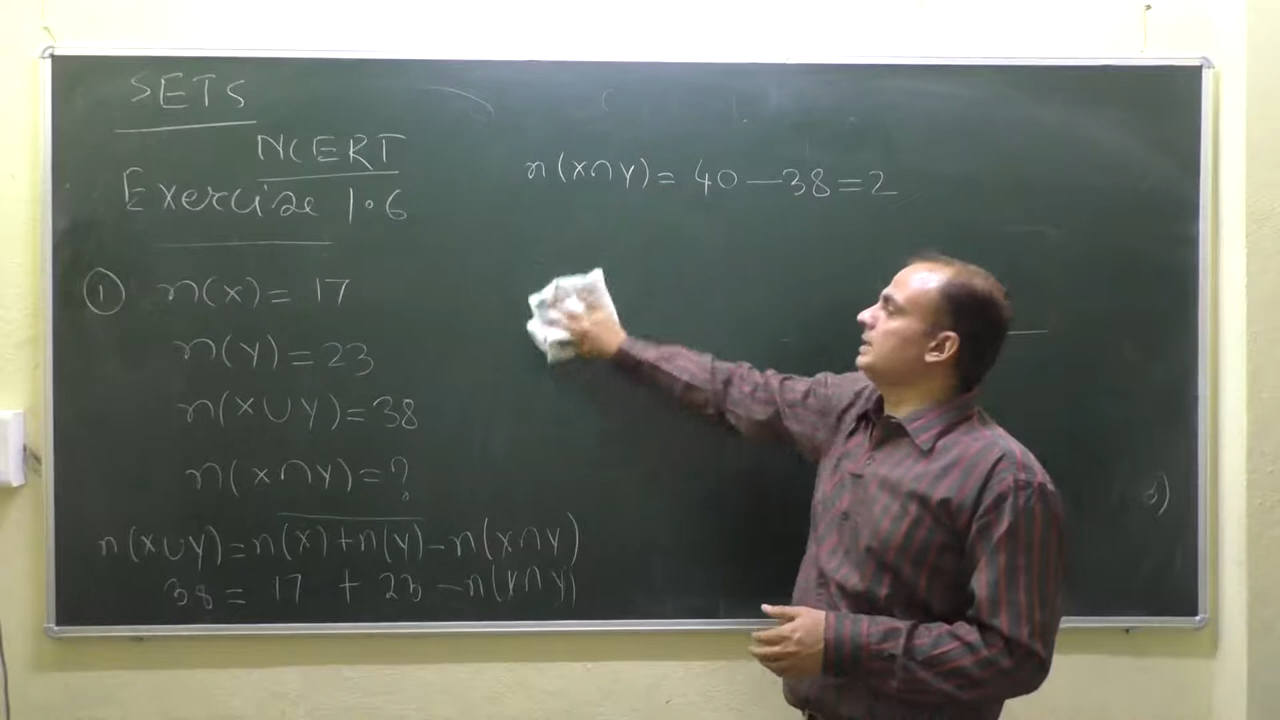 SETS
NCERT
Exercise 1.6
① n(X) = 17
n(Y) = 23
n(X∪Y) = 38
n(X∩Y) = ?
n(X∪Y) = n(X) + n(Y) – n(X∩Y)
38 = 17 + 23 – n(X∩Y)
n(X∩Y) = 40 – 38 = 2